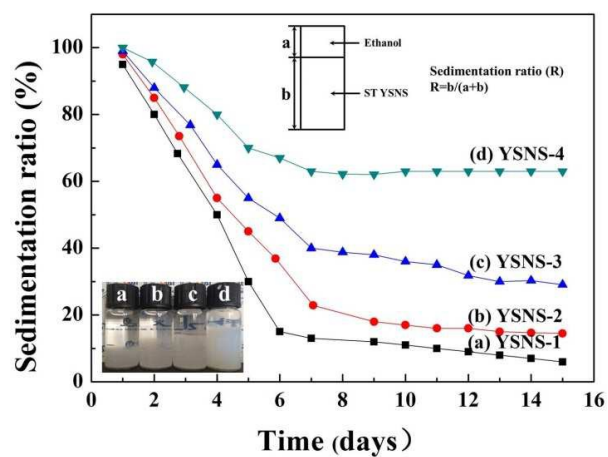 Sedimentation ratio (%)
100
80
60
40
20
0
a
Ethanol
b
ST YSNS
Sedimentation ratio (R)
R=b/(a+b)
(d) YSNS-4
(c) YSNS-3
(b) YSNS-2
(a) YSNS-1
a b c d
0 2 4 6 8 10 12 14 16
Time (days）